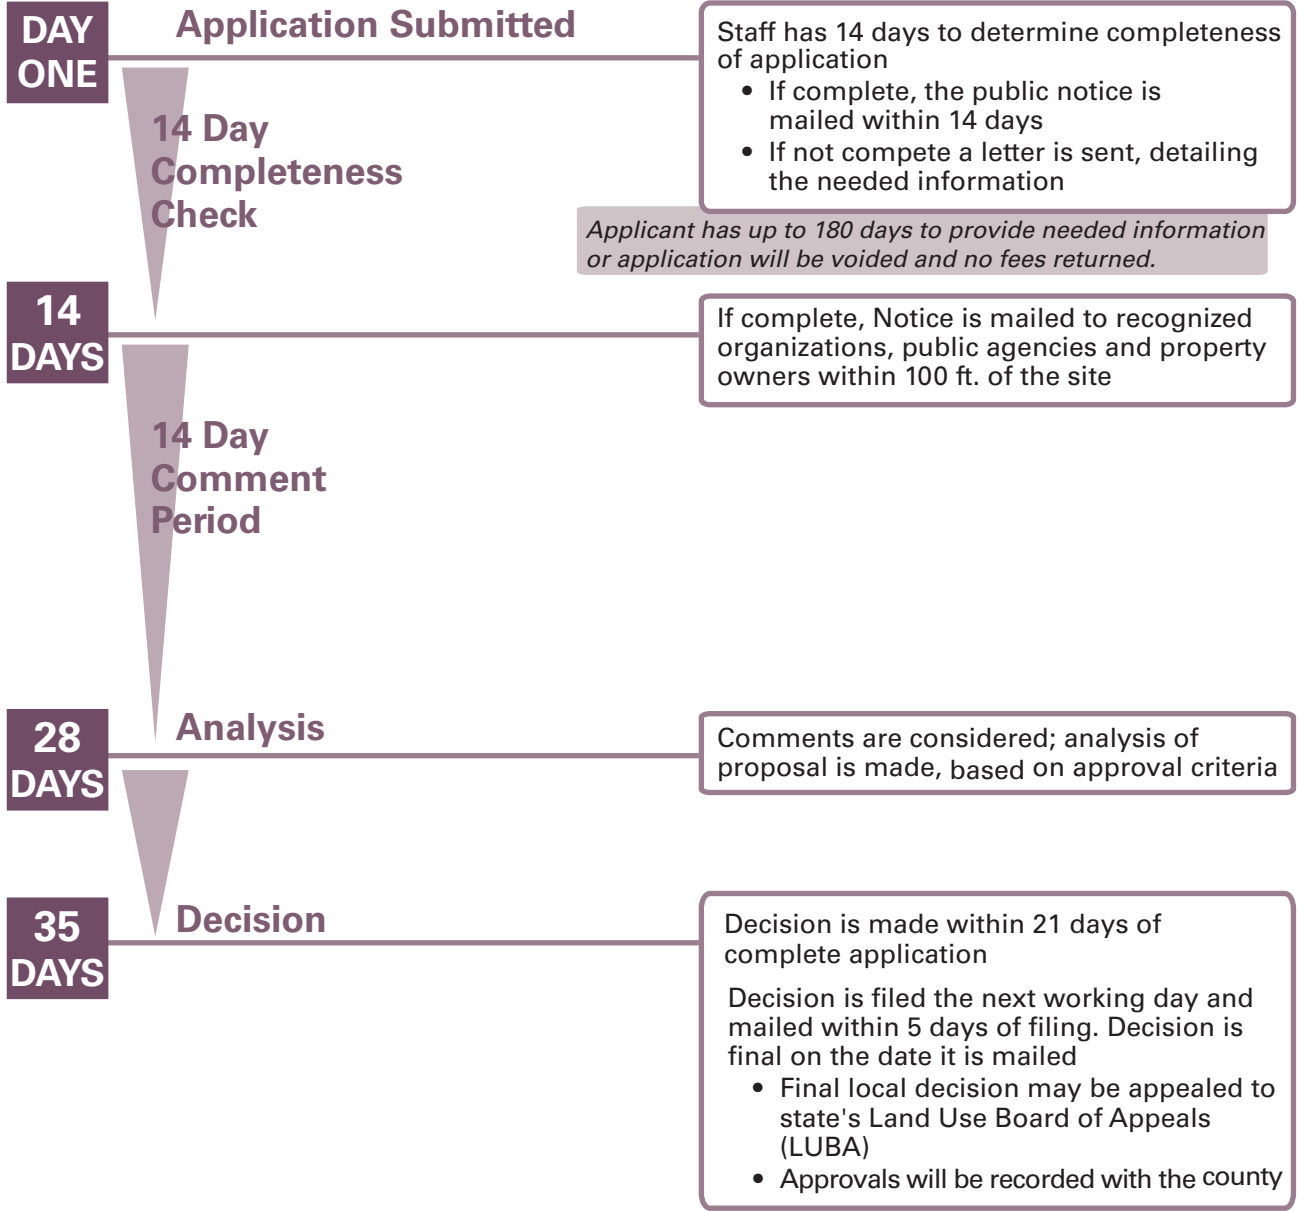 DAY
ONE
Application Submitted
Staff has 14 days to determine completeness
of application
• If complete, the public notice is
mailed within 14 days
• If not compete a letter is sent, detailing
the needed information
14 Day
Completeness
Check
Applicant has up to 180 days to provide needed information
or application will be voided and no fees returned.
14
DAYS
If complete, Notice is mailed to recognized
organizations, public agencies and property
owners within 100 ft. of the site
14 Day
Comment
Period
28
DAYS
Analysis
Comments are considered; analysis of
proposal is made, based on approval criteria
35
DAYS
Decision
Decision is made within 21 days of
complete application
Decision is filed the next working day and
mailed within 5 days of filing. Decision is
final on the date it is mailed
• Final local decision may be appealed to
state's Land Use Board of Appeals
(LUBA)
• Approvals will be recorded with the county